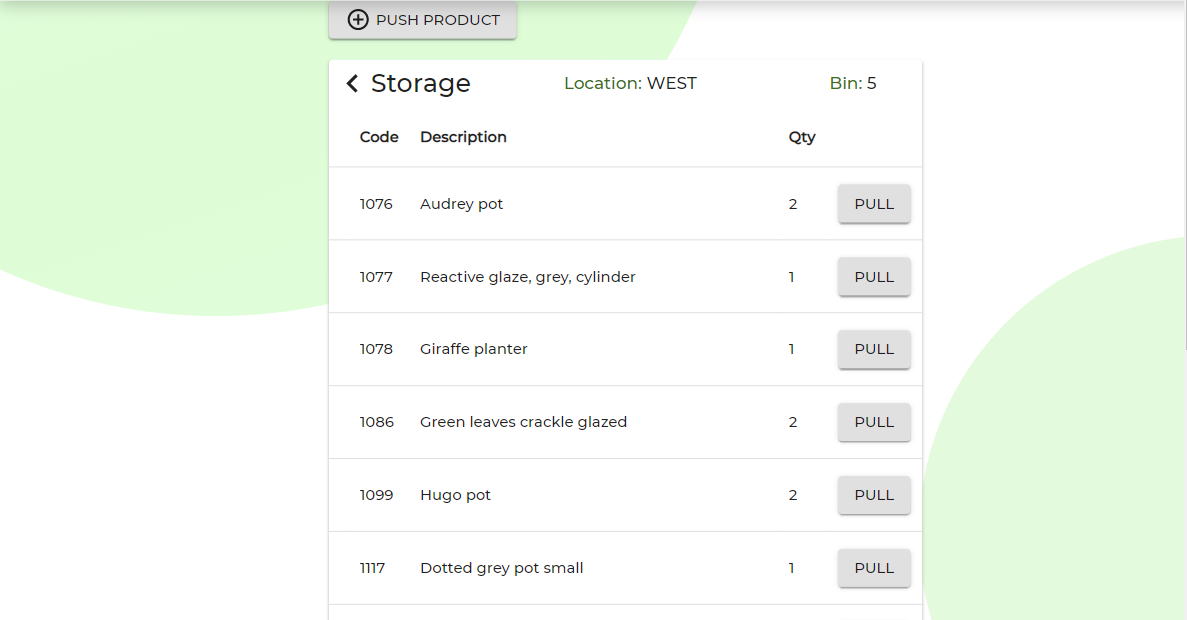 PUSH PRODUCT
Storage Location: WEST Bin: 5
Code Description Qty
1076 Audrey pot 2 PULL
1077 Reactive glaze, grey, cylinder 1 PULL
1078 Giraffe planter 1 PULL
1086 Green leaves crackle glazed 2 PULL
1099 Hugo pot 2 PULL
1117 Dotted grey pot small 1 PULL